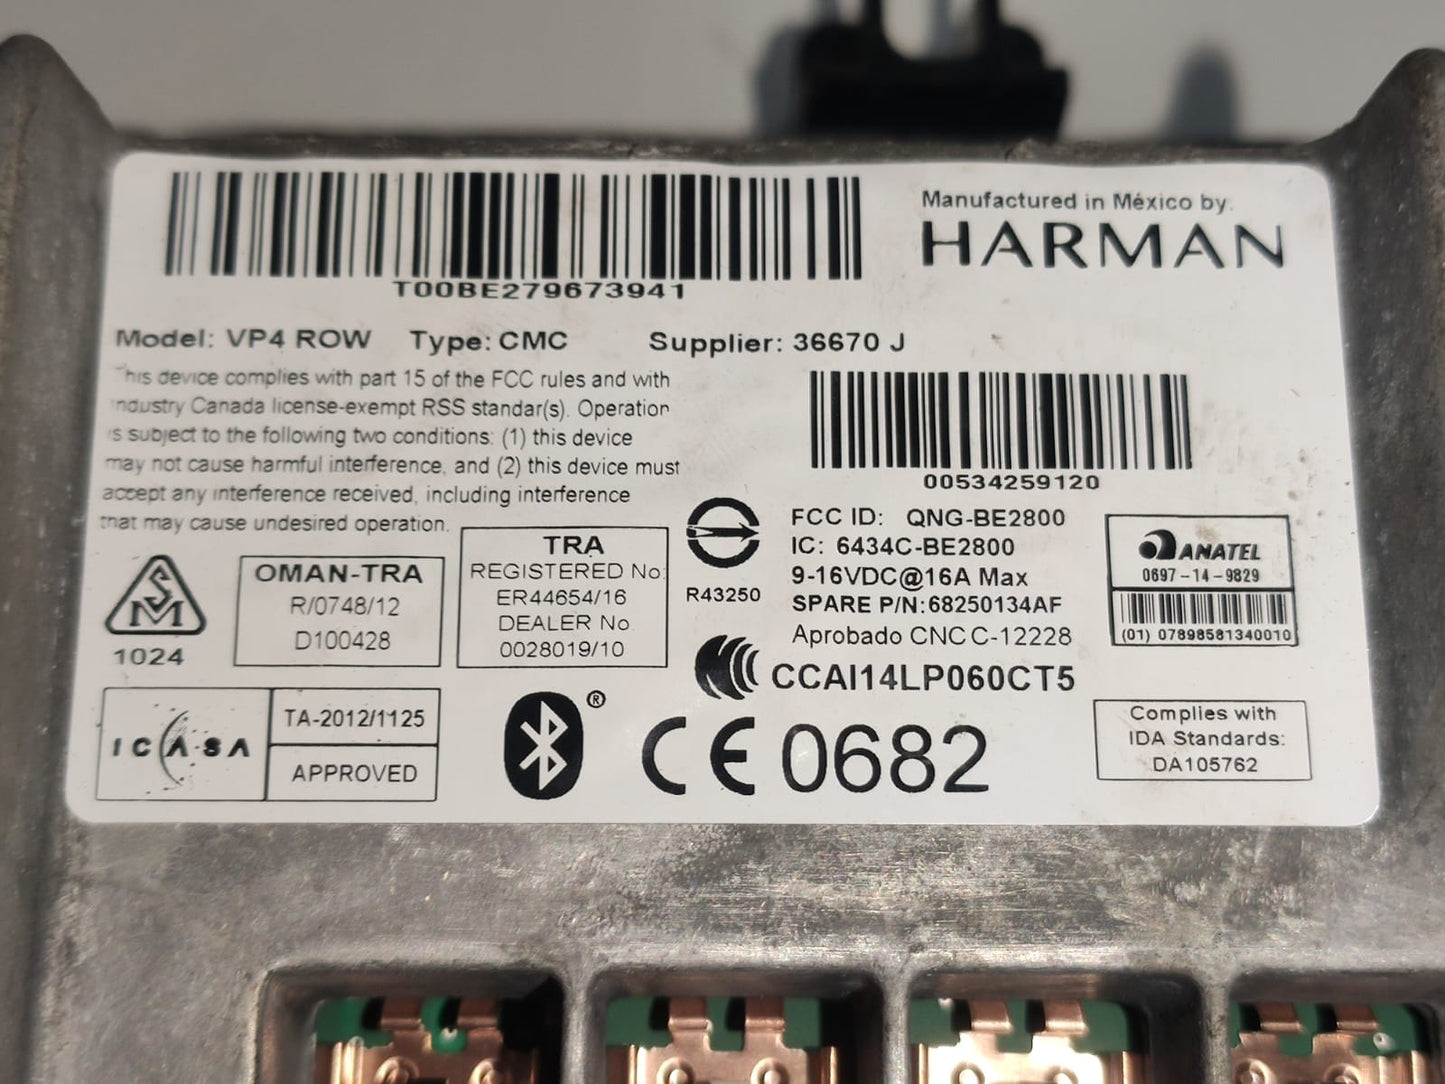 Manufactured in México by:
HARMAN
T00BE279673941
Model: VP4 ROW Type: CMC Supplier: 36670 J
This device complies with part 15 of the FCC rules and with
Industry Canada license-exempt RSS standar(s). Operation
is subject to the following two conditions: (1) this device
may not cause harmful interference, and (2) this device must
accept any interference received, including interference
that may cause undesired operation.
00534259120
FCC ID: QNG-BE2800
IC: 6434C-BE2800
9-16VDC@16A Max
SPARE P/N:68250134AF
Aprobado CNC C-12228
CCAI14LP060CT5
R43250
ANATEL
0697-14-9829
(01) 07898581340010
SM
1024
OMAN-TRA
R/0748/12
D100428
TRA
REGISTERED No:
ER44654/16
DEALER No.
0028019/10
ICASA
TA-2012/1125
APPROVED
®
CE 0682
Complies with
IDA Standards:
DA105762